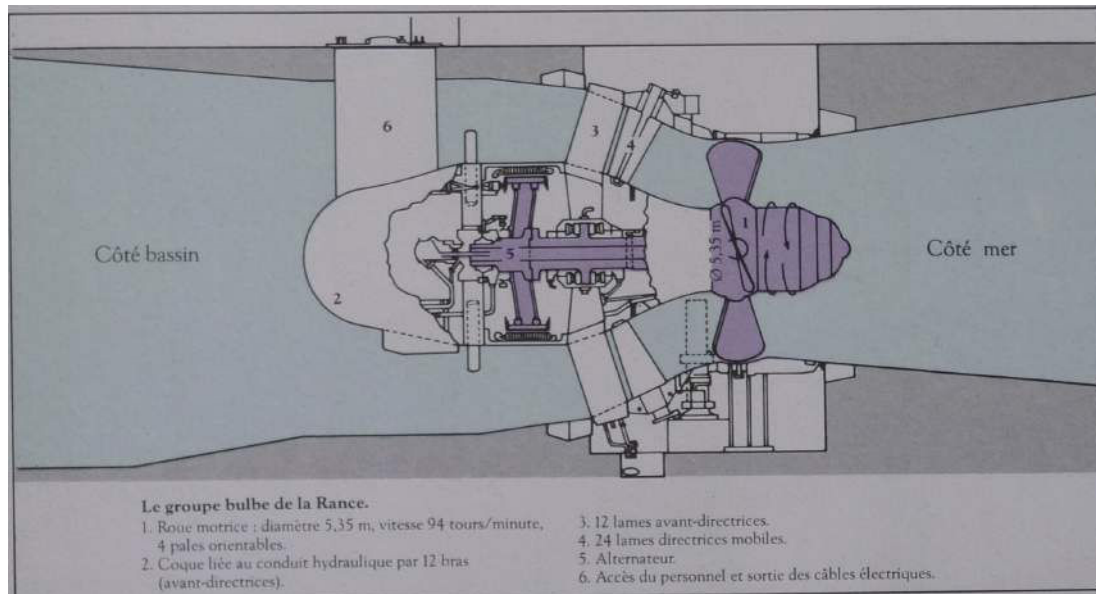 6
3
4
Côté bassin
5
1
Ø 5,35 m
Côté mer
2
Le groupe bulbe de la Rance.
1. Roue motrice : diamètre 5,35 m, vitesse 94 tours/minute,
4 pales orientables.
2. Coque liée au conduit hydraulique par 12 bras
(avant-directrices).
3. 12 lames avant-directrices.
4. 24 lames directrices mobiles.
5. Alternateur.
6. Accès du personnel et sortie des câbles électriques.